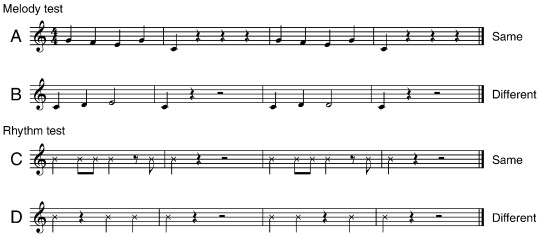 Melody test
A Same
B Different
Rhythm test
C Same
D Different